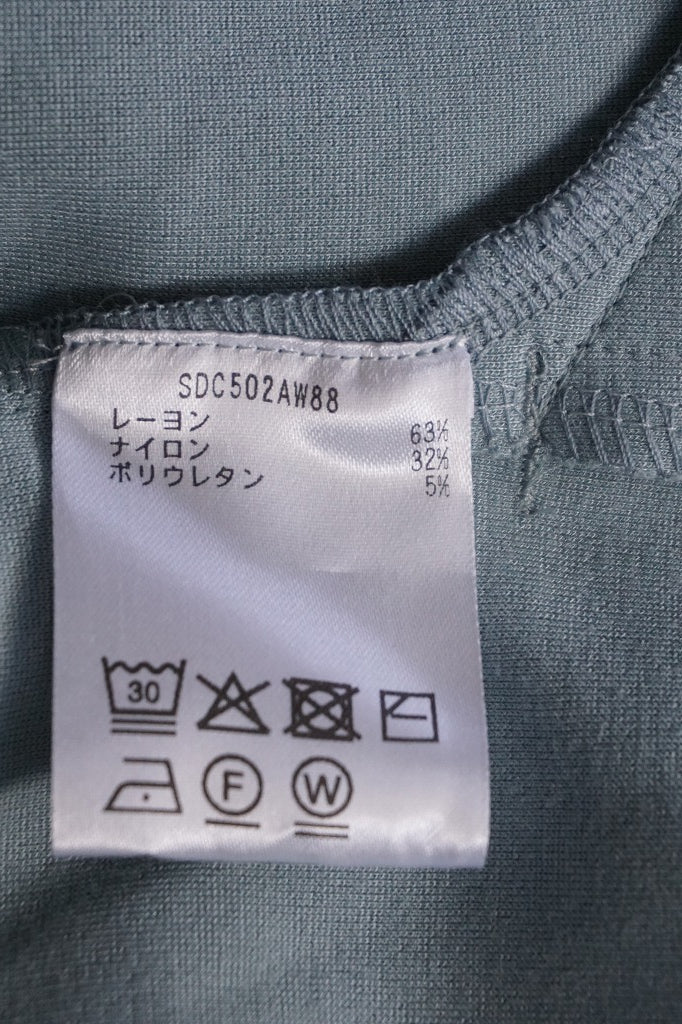 SDC502AW88
レーヨン 63%
ナイロン 32%
ポリウレタン 5%
30
F W